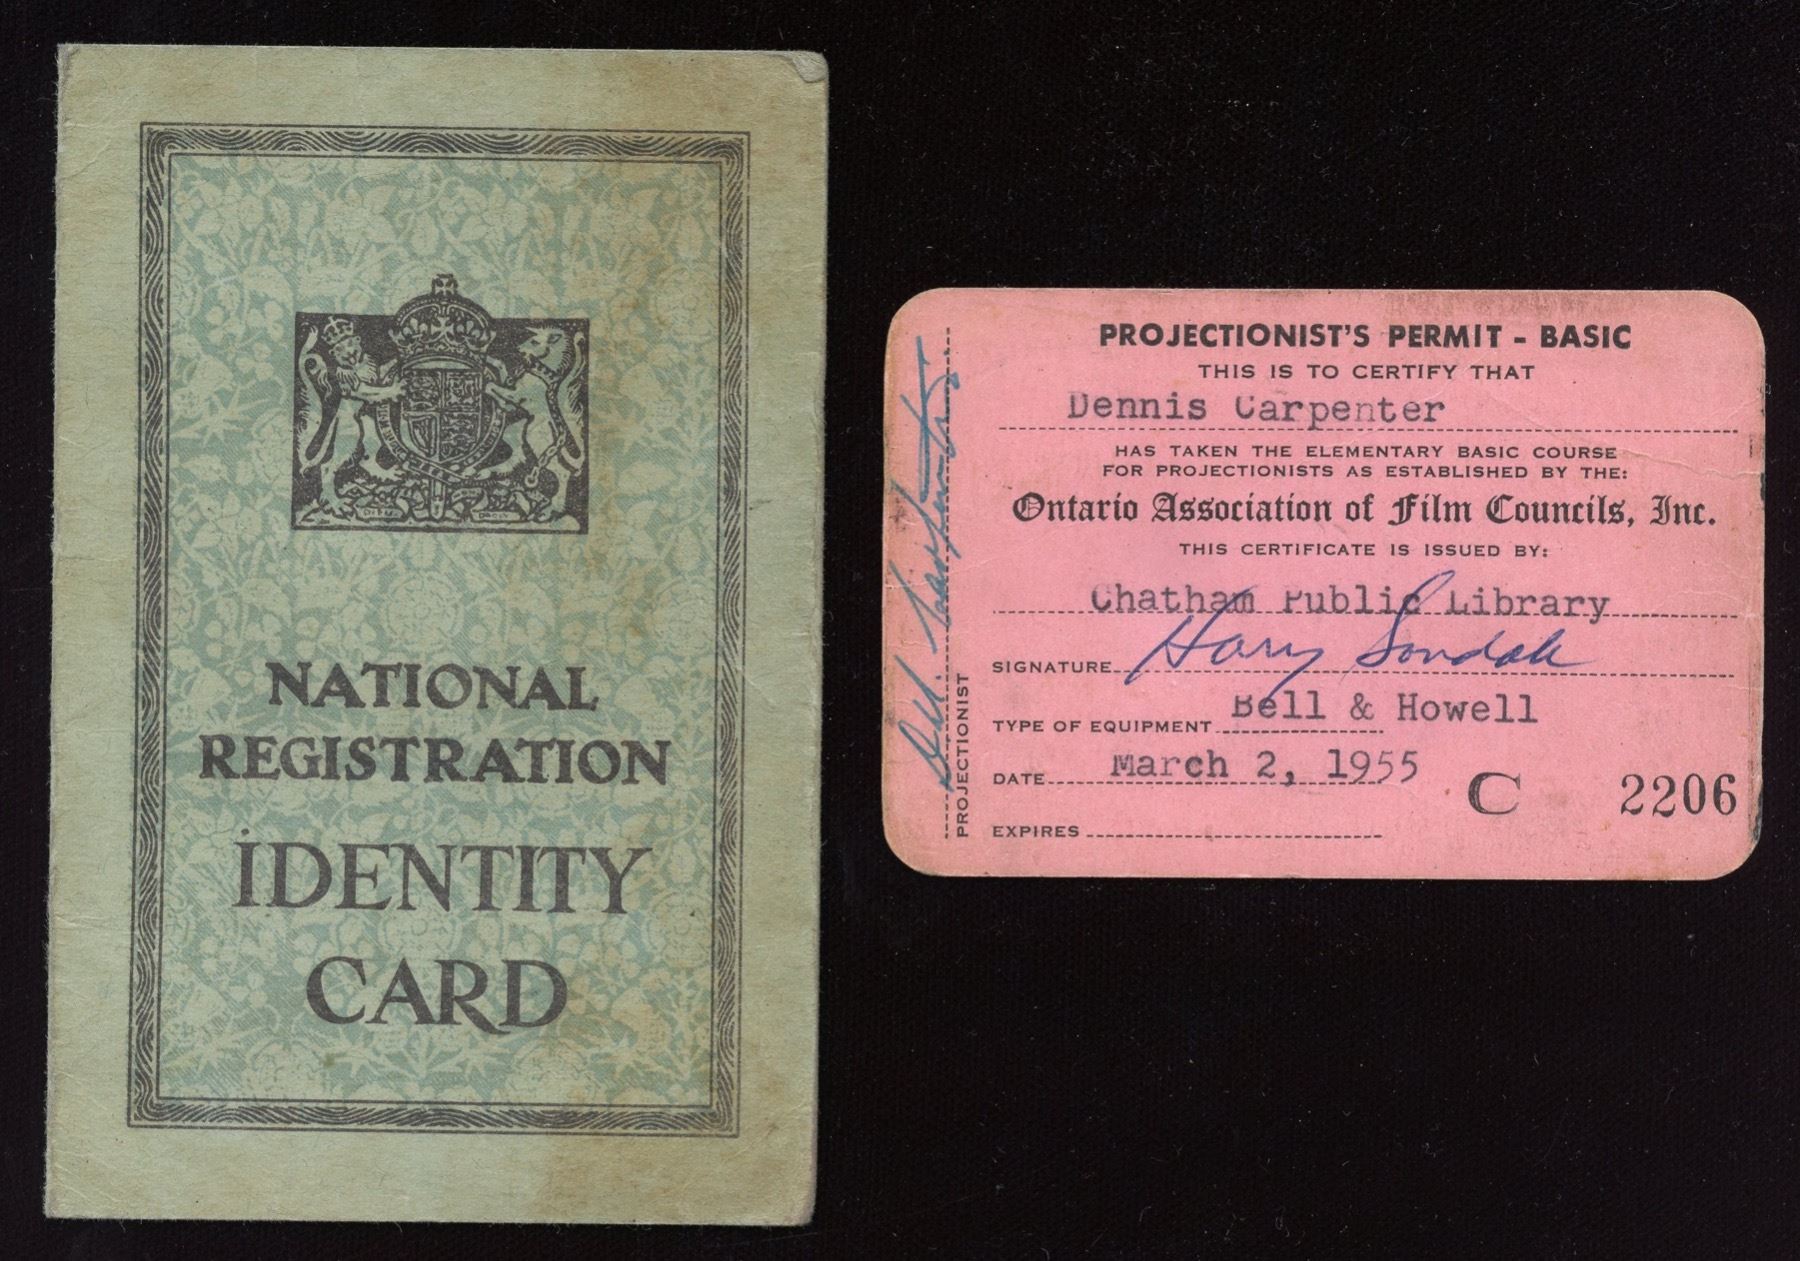 NATIONAL
REGISTRATION
IDENTITY
CARD
PROJECTIONIST'S PERMIT - BASIC
THIS IS TO CERTIFY THAT
Dennis Carpenter
HAS TAKEN THE ELEMENTARY BASIC COURSE
FOR PROJECTIONISTS AS ESTABLISHED BY THE:
Ontario Association of Film Councils, Inc.
THIS CERTIFICATE IS ISSUED BY:
Chatham Public Library
SIGNATURE
TYPE OF EQUIPMENT Bell & Howell
DATE March 2, 1955
C 2206
EXPIRES
PROJECTIONIST